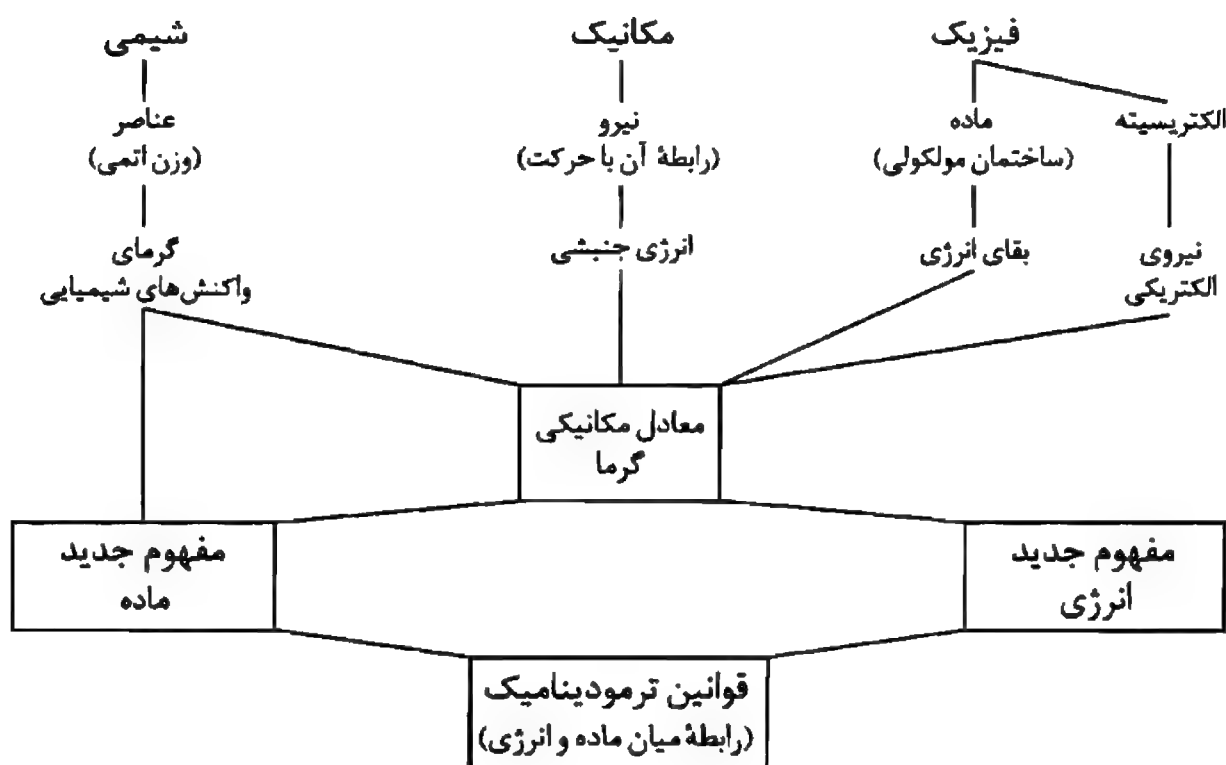 فیزیک
مکانیک
شیمی
الکتریسیته
ماده
(ساختمان مولکولی)
نیرو
(رابطهٔ آن با حرکت)
عناصر
(وزن اتمی)
نیروی
الکتریکی
بقای انرژی
انرژی جنبشی
گرمای
واکنش‌های شیمیایی
معادل مکانیکی
گرما
مفهوم جدید
انرژی
مفهوم جدید
ماده
قوانین ترمودینامیک
(رابطهٔ میان ماده و انرژی)